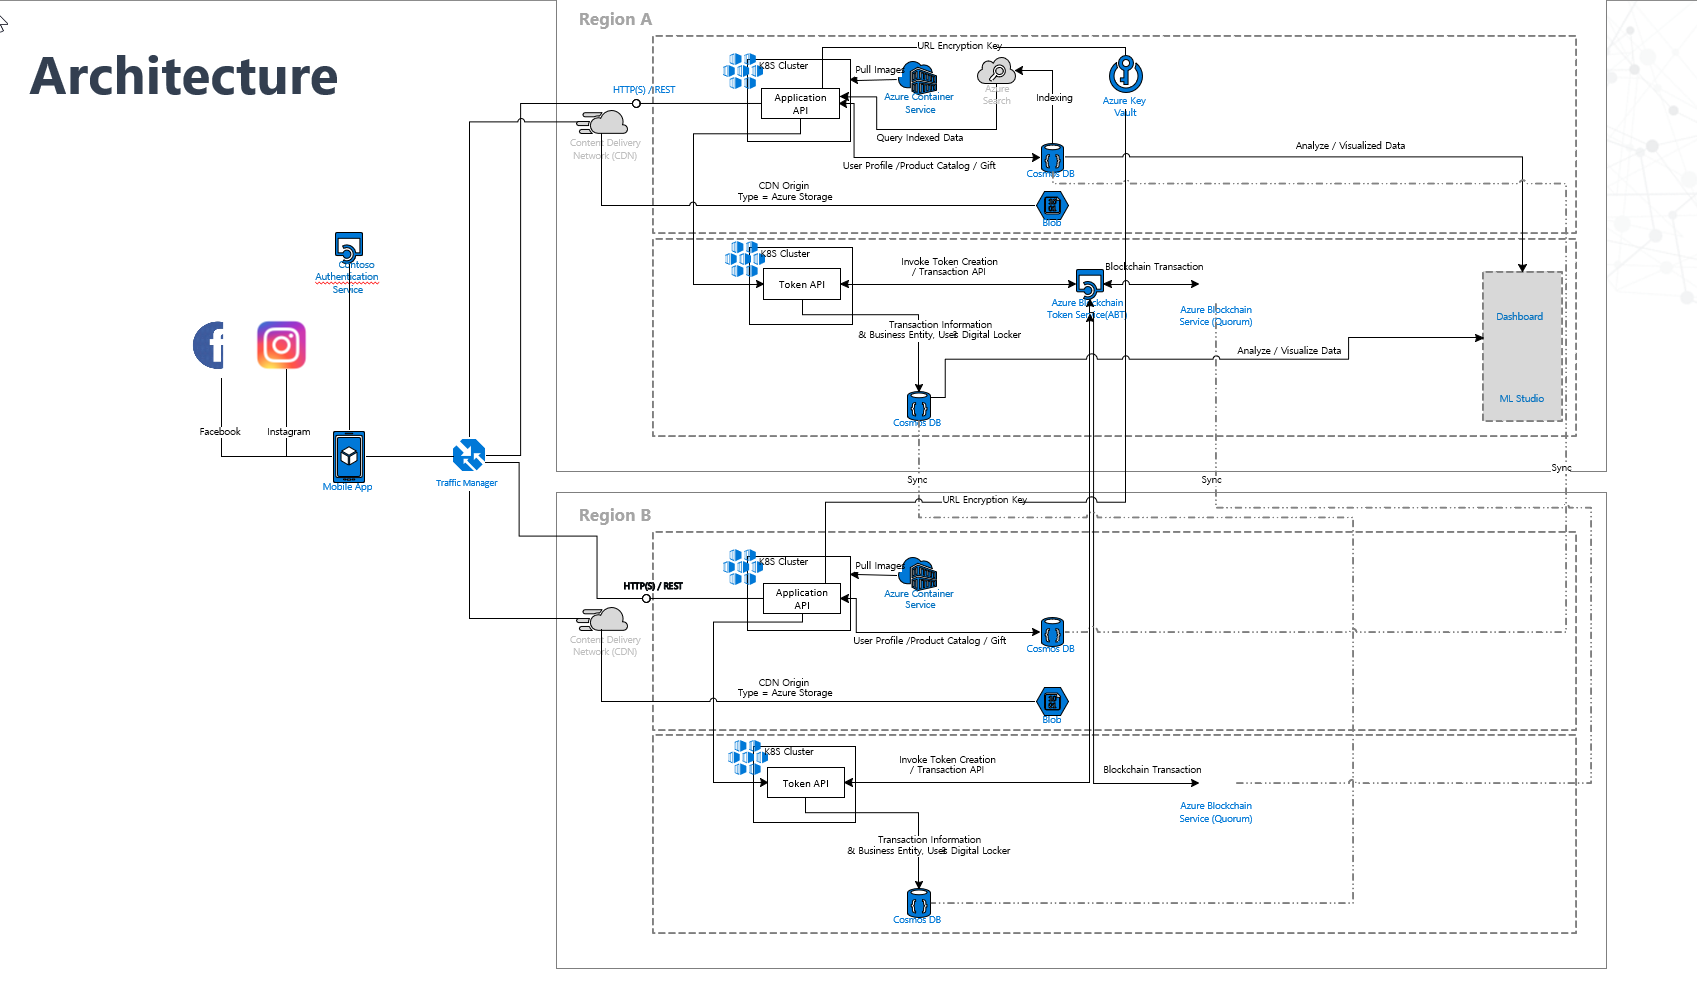 Architecture
Contoso
Authentication
Service
Facebook
Instagram
Mobile App
Traffic Manager
Region A
URL Encryption Key
K8S Cluster
Pull Images
HTTP(S) / REST
Application
API
Azure Container
Service
Azure
Search
Indexing
Azure Key
Vault
Content Delivery
Network (CDN)
Query Indexed Data
Analyze / Visualized Data
User Profile /Product Catalog / Gift
Cosmos DB
CDN Origin
Type = Azure Storage
Blob
K8S Cluster
Token API
Invoke Token Creation
/ Transaction API
Blockchain Transaction
Azure Blockchain
Token Service(ABT)
Azure Blockchain
Service (Quorum)
Transaction Information
& Business Entity, Uses Digital Locker
Analyze / Visualize Data
Dashboard
ML Studio
Cosmos DB
Sync
Sync
Sync
Region B
URL Encryption Key
K8S Cluster
Pull Images
HTTP(S) / REST
Application
API
Azure Container
Service
Content Delivery
Network (CDN)
User Profile /Product Catalog / Gift
Cosmos DB
CDN Origin
Type = Azure Storage
Blob
K8S Cluster
Token API
Invoke Token Creation
/ Transaction API
Blockchain Transaction
Azure Blockchain
Service (Quorum)
Transaction Information
& Business Entity, Uses Digital Locker
Cosmos DB